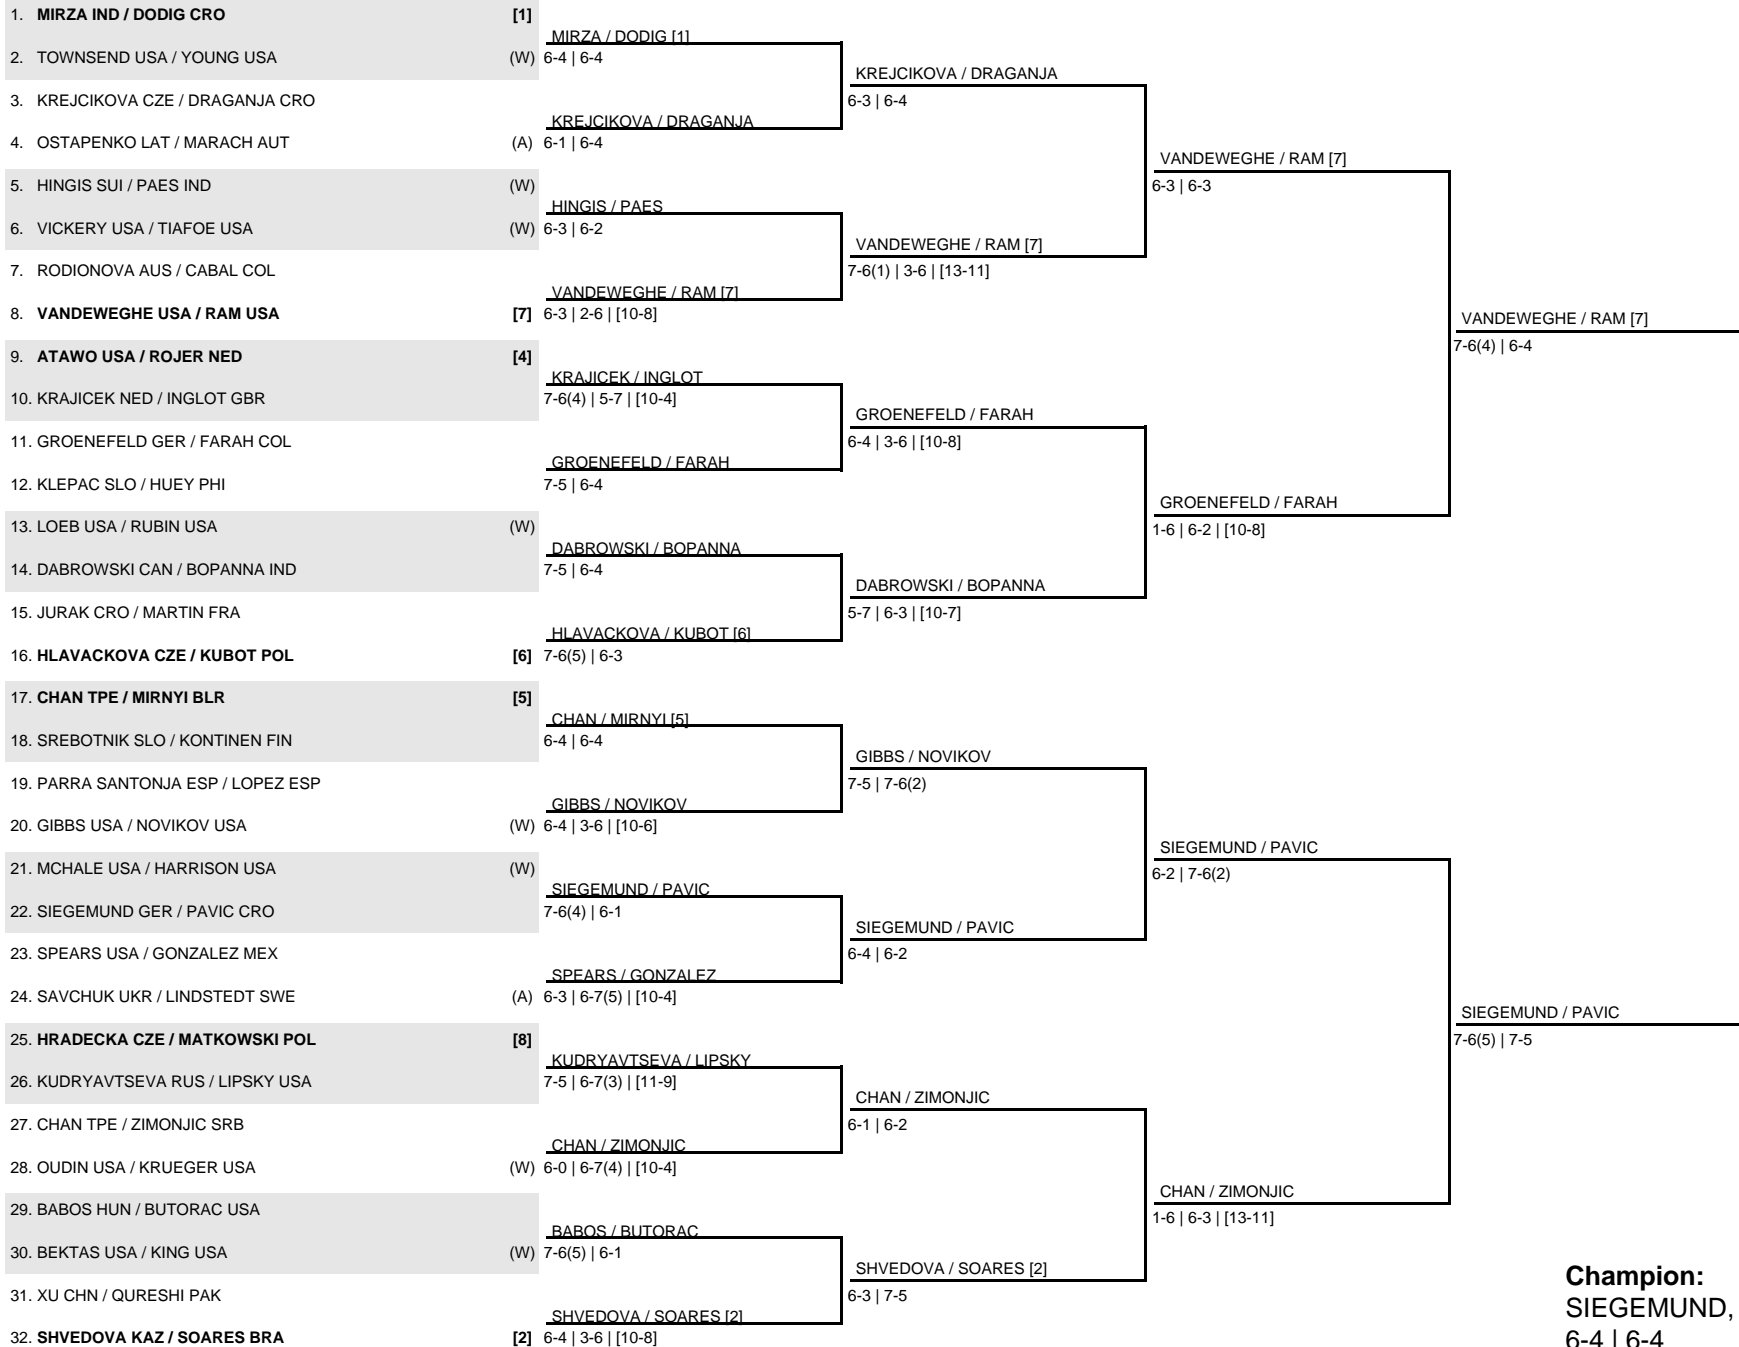 1. MIRZA IND / DODIG CRO [1]
2. TOWNSEND USA / YOUNG USA (W)
3. KREJCIKOVA CZE / DRAGANJA CRO
4. OSTAPENKO LAT / MARACH AUT (A)
5. HINGIS SUI / PAES IND (W)
6. VICKERY USA / TIAFOE USA (W)
7. RODIONOVA AUS / CABAL COL
8. VANDEWEGHE USA / RAM USA [7]
9. ATAWO USA / ROJER NED [4]
10. KRAJICEK NED / INGLOT GBR
11. GROENEFELD GER / FARAH COL
12. KLEPAC SLO / HUEY PHI
13. LOEB USA / RUBIN USA (W)
14. DABROWSKI CAN / BOPANNA IND
15. JURAK CRO / MARTIN FRA
16. HLAVACKOVA CZE / KUBOT POL [6]
17. CHAN TPE / MIRNYI BLR [5]
18. SREBOTNIK SLO / KONTINEN FIN
19. PARRA SANTONJA ESP / LOPEZ ESP
20. GIBBS USA / NOVIKOV USA (W)
21. MCHALE USA / HARRISON USA (W)
22. SIEGEMUND GER / PAVIC CRO
23. SPEARS USA / GONZALEZ MEX
24. SAVCHUK UKR / LINDSTEDT SWE (A)
25. HRADECKA CZE / MATKOWSKI POL [8]
26. KUDRYAVTSEVA RUS / LIPSKY USA
27. CHAN TPE / ZIMONJIC SRB
28. OUDIN USA / KRUEGER USA (W)
29. BABOS HUN / BUTORAC USA
30. BEKTAS USA / KING USA (W)
31. XU CHN / QURESHI PAK
32. SHVEDOVA KAZ / SOARES BRA [2]
MIRZA / DODIG [1]
6-4 | 6-4
KREJCIKOVA / DRAGANJA
6-1 | 6-4
HINGIS / PAES
6-3 | 6-2
VANDEWEGHE / RAM [7]
6-3 | 2-6 | [10-8]
KRAJICEK / INGLOT
7-6(4) | 5-7 | [10-4]
GROENEFELD / FARAH
7-5 | 6-4
DABROWSKI / BOPANNA
7-5 | 6-4
HLAVACKOVA / KUBOT [6]
7-6(5) | 6-3
CHAN / MIRNYI [5]
6-4 | 6-4
GIBBS / NOVIKOV
6-4 | 3-6 | [10-6]
SIEGEMUND / PAVIC
7-6(4) | 6-1
SPEARS / GONZALEZ
6-3 | 6-7(5) | [10-4]
KUDRYAVTSEVA / LIPSKY
7-5 | 6-7(3) | [11-9]
CHAN / ZIMONJIC
6-0 | 6-7(4) | [10-4]
BABOS / BUTORAC
7-6(5) | 6-1
SHVEDOVA / SOARES [2]
6-4 | 3-6 | [10-8]
KREJCIKOVA / DRAGANJA
6-3 | 6-4
VANDEWEGHE / RAM [7]
7-6(1) | 3-6 | [13-11]
GROENEFELD / FARAH
6-4 | 3-6 | [10-8]
DABROWSKI / BOPANNA
5-7 | 6-3 | [10-7]
GIBBS / NOVIKOV
7-5 | 7-6(2)
SIEGEMUND / PAVIC
6-4 | 6-2
CHAN / ZIMONJIC
6-1 | 6-2
SHVEDOVA / SOARES [2]
6-3 | 7-5
VANDEWEGHE / RAM [7]
6-3 | 6-3
GROENEFELD / FARAH
1-6 | 6-2 | [10-8]
SIEGEMUND / PAVIC
6-2 | 7-6(2)
CHAN / ZIMONJIC
1-6 | 6-3 | [13-11]
VANDEWEGHE / RAM [7]
7-6(4) | 6-4
SIEGEMUND / PAVIC
7-6(5) | 7-5
Champion:
SIEGEMUND,
6-4 | 6-4